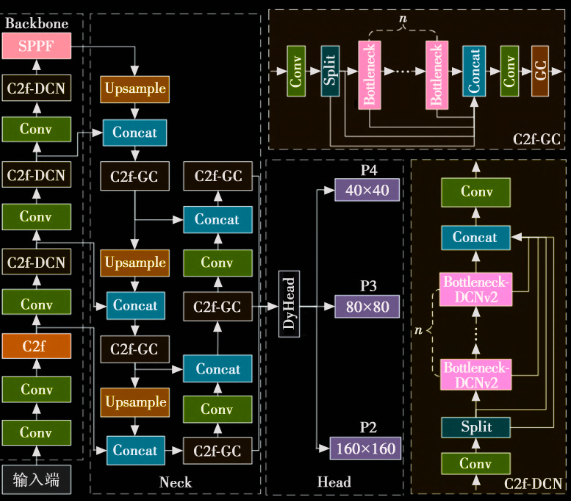 Backbone
SPPF
C2f-DCN
Conv
C2f-DCN
Conv
C2f-DCN
Conv
C2f
Conv
Conv
输入端
Upsample
Concat
C2f-GC
Upsample
Concat
C2f-GC
Upsample
Concat
C2f-GC
Concat
Conv
C2f-GC
Concat
Conv
C2f-GC
Neck
DyHead
P4
40×40
P3
80×80
P2
160×160
Head
n
Conv
Split
Bottleneck
Bottleneck
Concat
Conv
GC
C2f-GC
Conv
Concat
Bottleneck-
DCNv2
n
Bottleneck-
DCNv2
Split
Conv
C2f-DCN